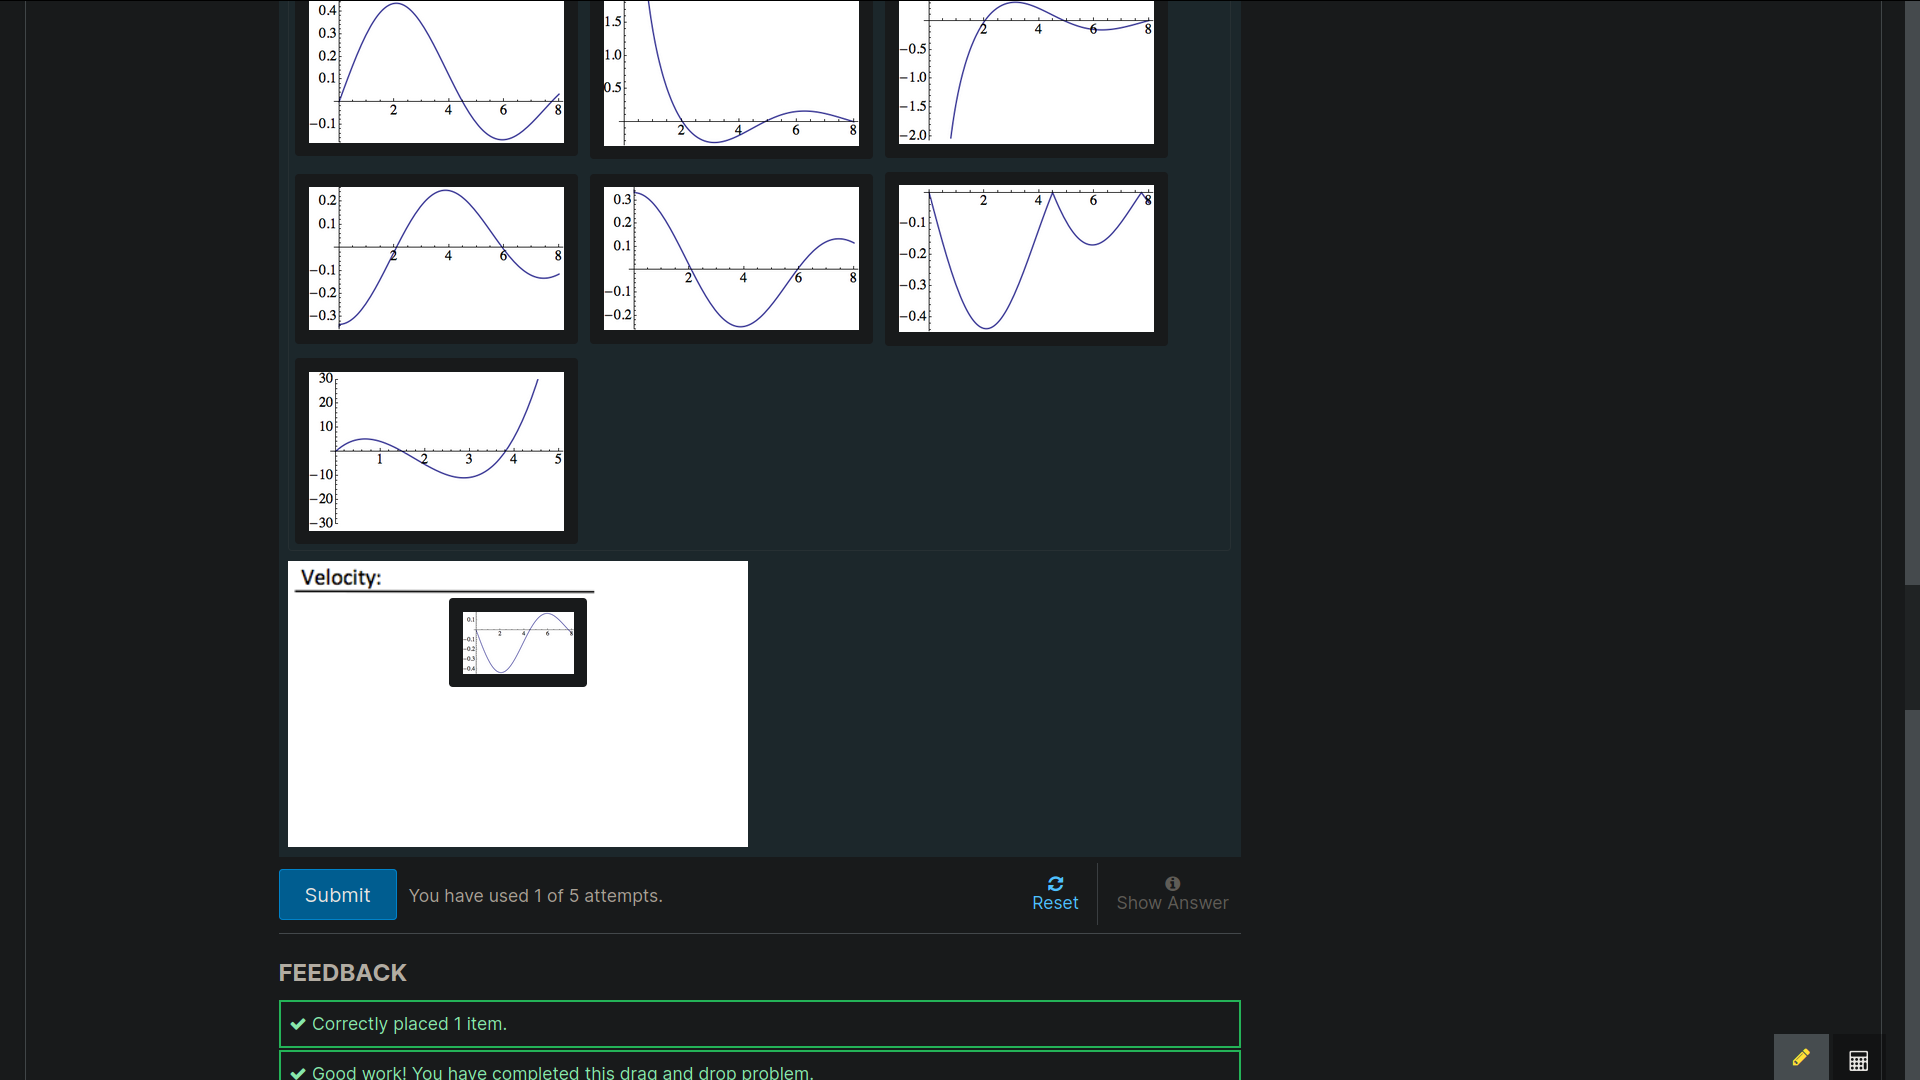 0.4
0.3
0.2
0.1
−0.1
2 4 6 8
1.5
1.0
0.5
2 4 6 8
2 4 6 8
−0.5
−1.0
−1.5
−2.0
0.2
0.1
−0.1
−0.2
−0.3
2 4 6 8
0.3
0.2
0.1
−0.1
−0.2
2 4 6 8
2 4 6 8
−0.1
−0.2
−0.3
−0.4
30
20
10
−10
−20
−30
1 2 3 4 5
Velocity:
0.1
−0.1
−0.2
−0.3
−0.4
2 4 6 8
Submit
You have used 1 of 5 attempts.
Reset
Show Answer
FEEDBACK
Correctly placed 1 item.
Good work! You have completed this drag and drop problem.